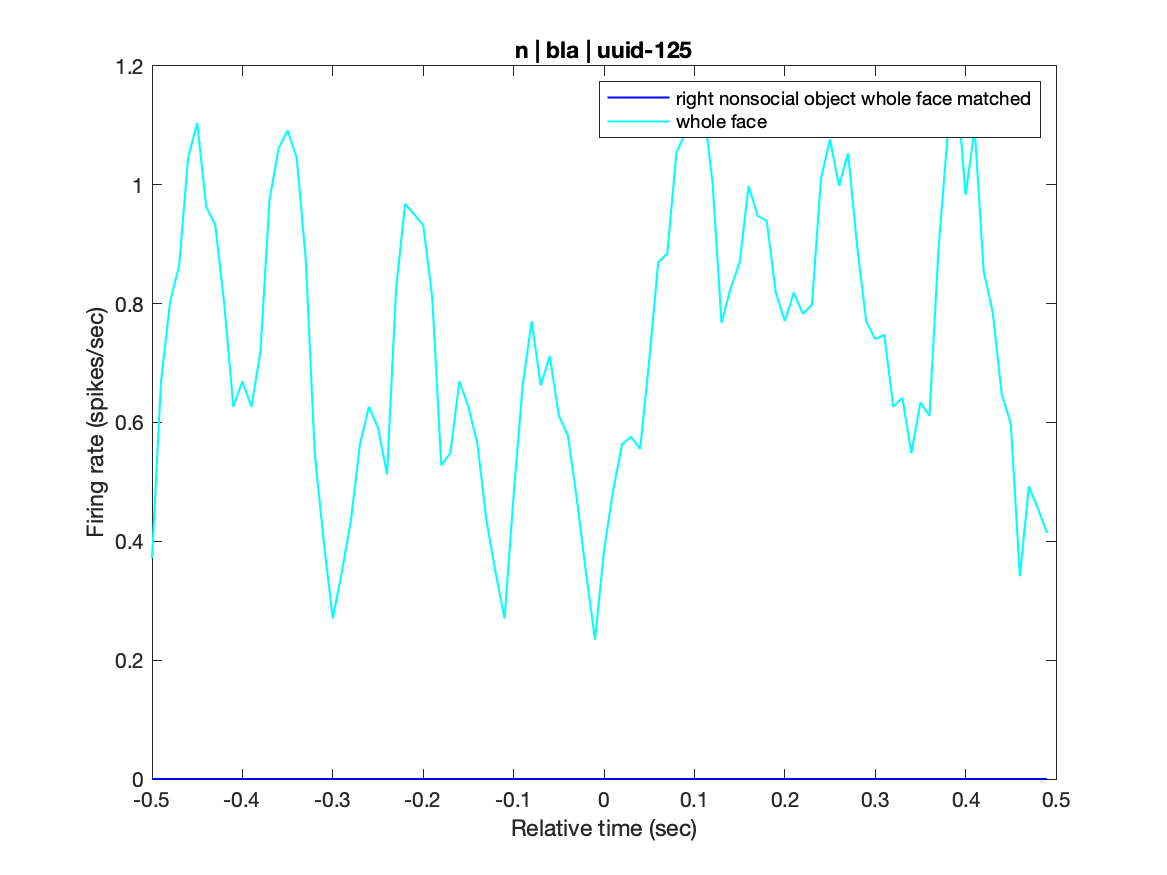 n | bla | uuid-125
right nonsocial object whole face matched
whole face
Firing rate (spikes/sec)
1.2
1
0.8
0.6
0.4
0.2
0
-0.5 -0.4 -0.3 -0.2 -0.1 0 0.1 0.2 0.3 0.4 0.5
Relative time (sec)